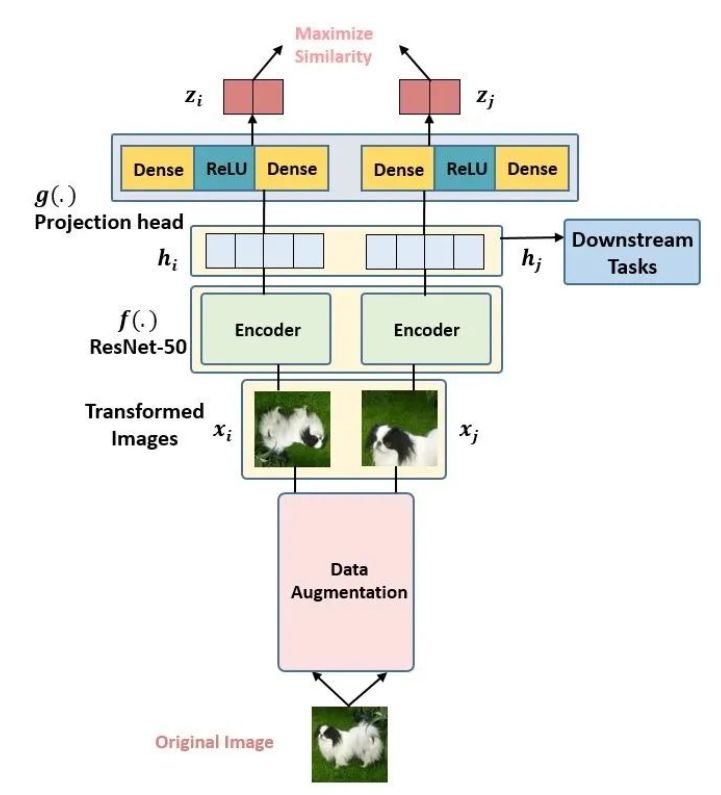 Maximize
Similarity
z_i
z_j
Dense ReLU Dense
Dense ReLU Dense
g(.)
Projection head
h_i
h_j
Downstream
Tasks
f(.)
ResNet-50
Encoder
Encoder
Transformed
Images
x_i
x_j
Data
Augmentation
Original Image